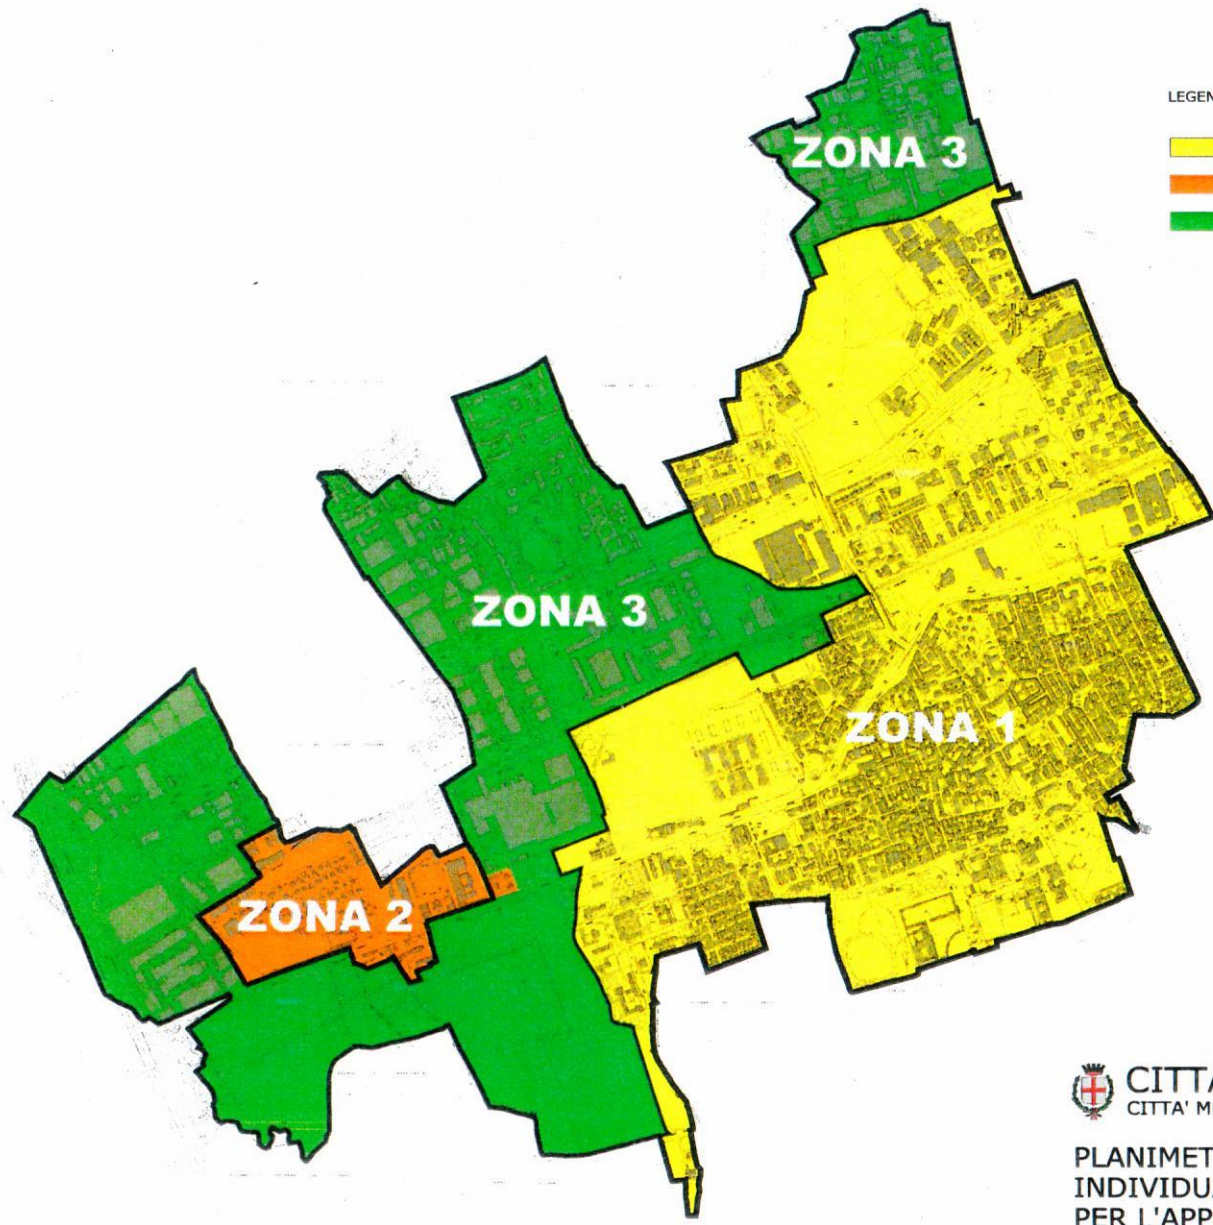 ZONA 3
LEGEN
ZONA 3
ZONA 1
ZONA 2
CITTA
CITTA' M
PLANIMET
INDIVIDU
PER L'APP